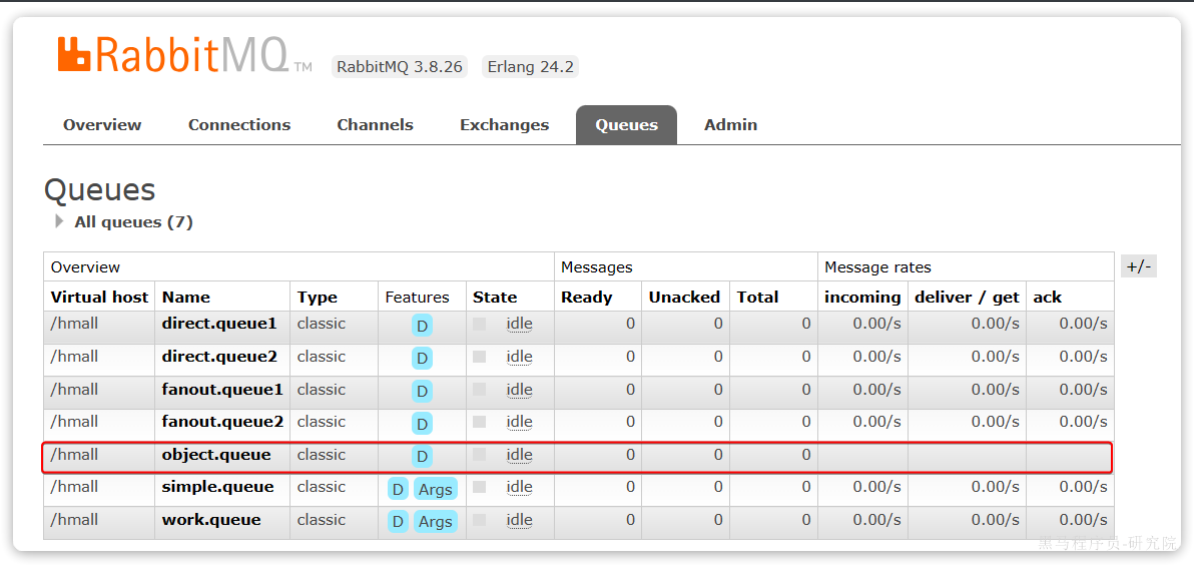 RabbitMQ TM RabbitMQ 3.8.26 Erlang 24.2
Overview Connections Channels Exchanges Queues Admin
Queues
All queues (7)
Overview Messages Message rates +/-
Virtual host Name Type Features State Ready Unacked Total incoming deliver / get ack
/hmall direct.queue1 classic D idle 0 0 0 0.00/s 0.00/s 0.00/s
/hmall direct.queue2 classic D idle 0 0 0 0.00/s 0.00/s 0.00/s
/hmall fanout.queue1 classic D idle 0 0 0 0.00/s 0.00/s 0.00/s
/hmall fanout.queue2 classic D idle 0 0 0 0.00/s 0.00/s 0.00/s
/hmall object.queue classic D idle 0 0 0
/hmall simple.queue classic D Args idle 0 0 0 0.00/s 0.00/s 0.00/s
/hmall work.queue classic D Args idle 0 0 0 0.00/s 0.00/s 0.00/s
黑马程序员-研究院